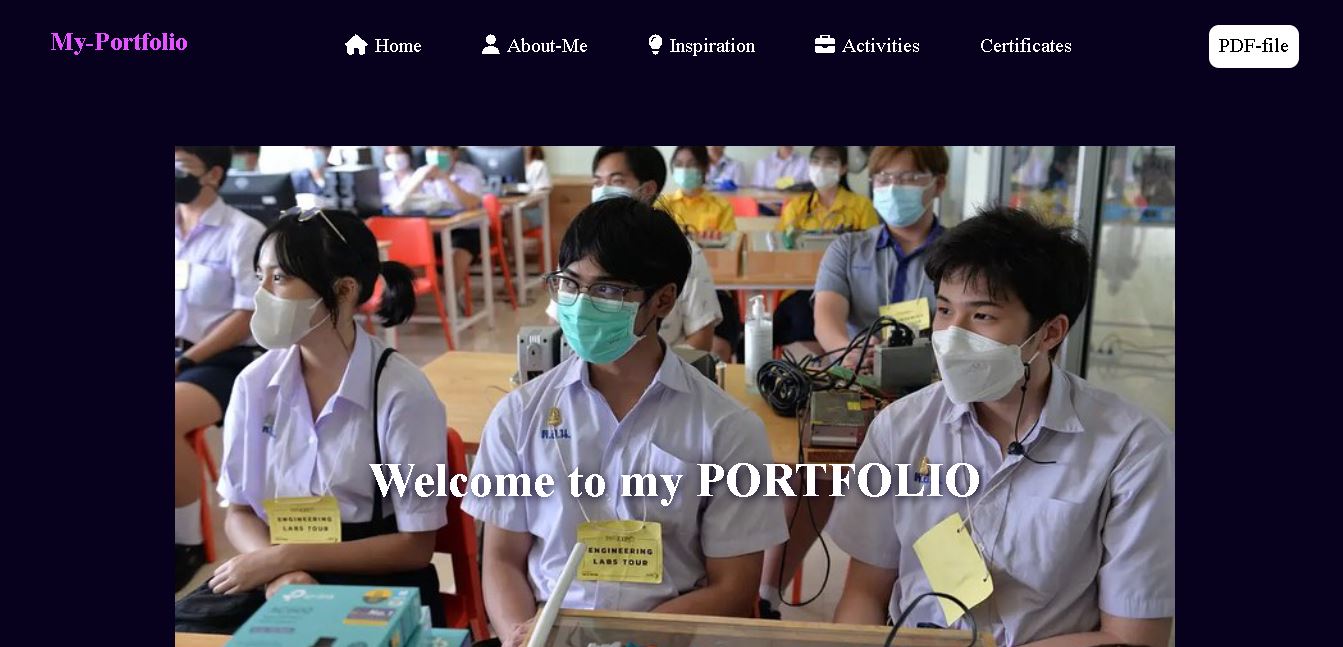 My-Portfolio
Home
About-Me
Inspiration
Activities
Certificates
PDF-file
Welcome to my PORTFOLIO
ENGINEERING
LABS TOUR
ENGINEERING
LABS TOUR